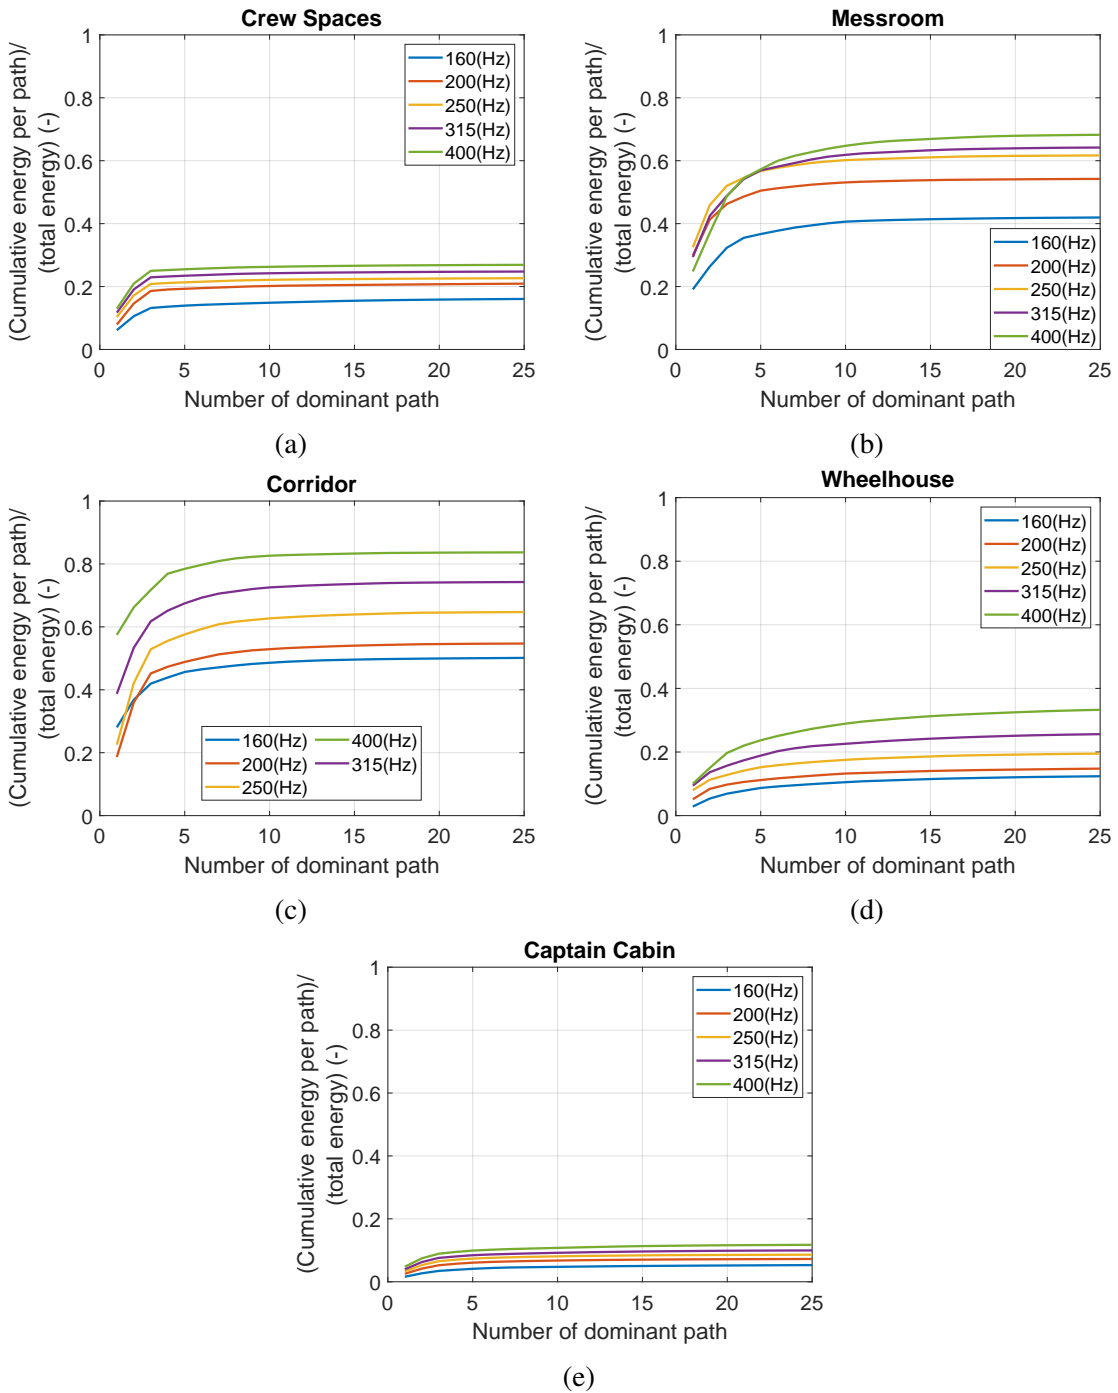 Crew Spaces
(Cumulative energy per path)/
(total energy) (-)
1
0.8
0.6
0.4
0.2
0
0 5 10 15 20 25
160(Hz)
200(Hz)
250(Hz)
315(Hz)
400(Hz)
Number of dominant path
(a)
Messroom
(Cumulative energy per path)/
(total energy) (-)
1
0.8
0.6
0.4
0.2
0
0 5 10 15 20 25
160(Hz)
200(Hz)
250(Hz)
315(Hz)
400(Hz)
Number of dominant path
(b)
Corridor
(Cumulative energy per path)/
(total energy) (-)
1
0.8
0.6
0.4
0.2
0
0 5 10 15 20 25
160(Hz) 400(Hz)
200(Hz) 315(Hz)
250(Hz)
Number of dominant path
(c)
Wheelhouse
(Cumulative energy per path)/
(total energy) (-)
1
0.8
0.6
0.4
0.2
0
0 5 10 15 20 25
160(Hz)
200(Hz)
250(Hz)
315(Hz)
400(Hz)
Number of dominant path
(d)
Captain Cabin
(Cumulative energy per path)/
(total energy) (-)
1
0.8
0.6
0.4
0.2
0
0 5 10 15 20 25
160(Hz)
200(Hz)
250(Hz)
315(Hz)
400(Hz)
Number of dominant path
(e)